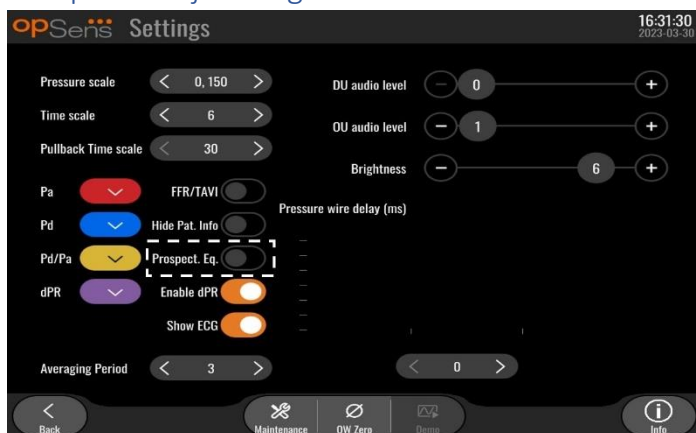 opSens Settings
16:31:30
2023-03-30
Pressure scale < 0, 150 >
Time scale < 6 >
Pullback Time scale < 30 >
DU audio level - 0 +
OU audio level - 1 +
Brightness - 6 +
Pa
Pd
Pd/Pa
dPR
FFR/TAVI
Hide Pat. Info
Prospect. Eq.
Enable dPR
Show ECG
Pressure wire delay (ms)
Averaging Period < 3 >
< 0 >
Back
Maintenance
OW Zero
Demo
Info